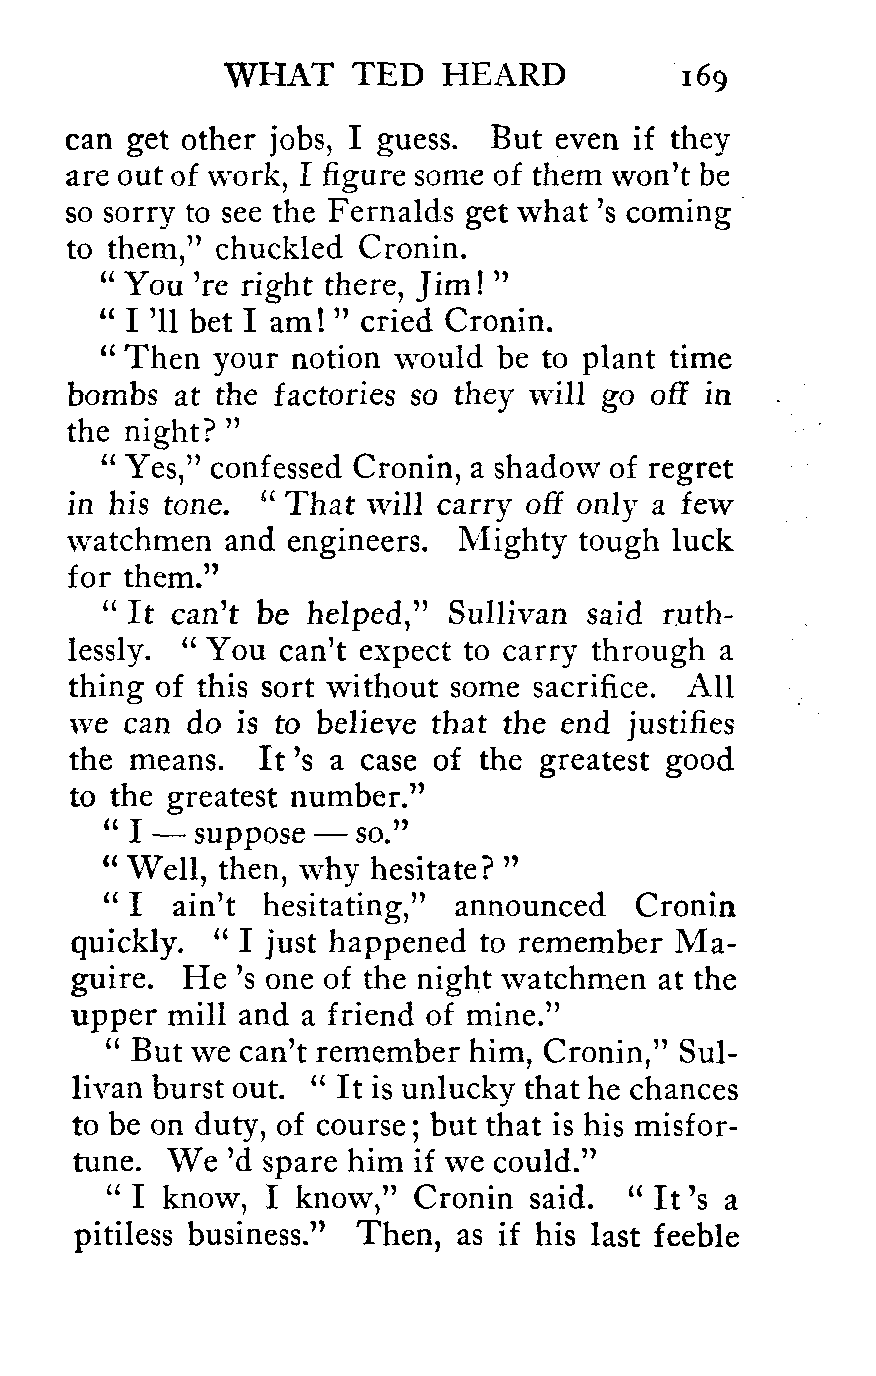 WHAT TED HEARD 169
can get other jobs, I guess. But even if they
are out of work, I figure some of them won't be
so sorry to see the Fernalds get what 's coming
to them," chuckled Cronin.
" You 're right there, Jim! "
" I 'll bet I am! " cried Cronin.
" Then your notion would be to plant time
bombs at the factories so they will go off in
the night? "
" Yes," confessed Cronin, a shadow of regret
in his tone. " That will carry off only a few
watchmen and engineers. Mighty tough luck
for them."
" It can't be helped," Sullivan said ruth-
lessly. " You can't expect to carry through a
thing of this sort without some sacrifice. All
we can do is to believe that the end justifies
the means. It 's a case of the greatest good
to the greatest number."
" I — suppose — so."
" Well, then, why hesitate? "
" I ain't hesitating," announced Cronin
quickly. " I just happened to remember Ma-
guire. He 's one of the night watchmen at the
upper mill and a friend of mine."
" But we can't remember him, Cronin," Sul-
livan burst out. " It is unlucky that he chances
to be on duty, of course; but that is his misfor-
tune. We 'd spare him if we could."
" I know, I know," Cronin said. " It 's a
pitiless business." Then, as if his last feeble